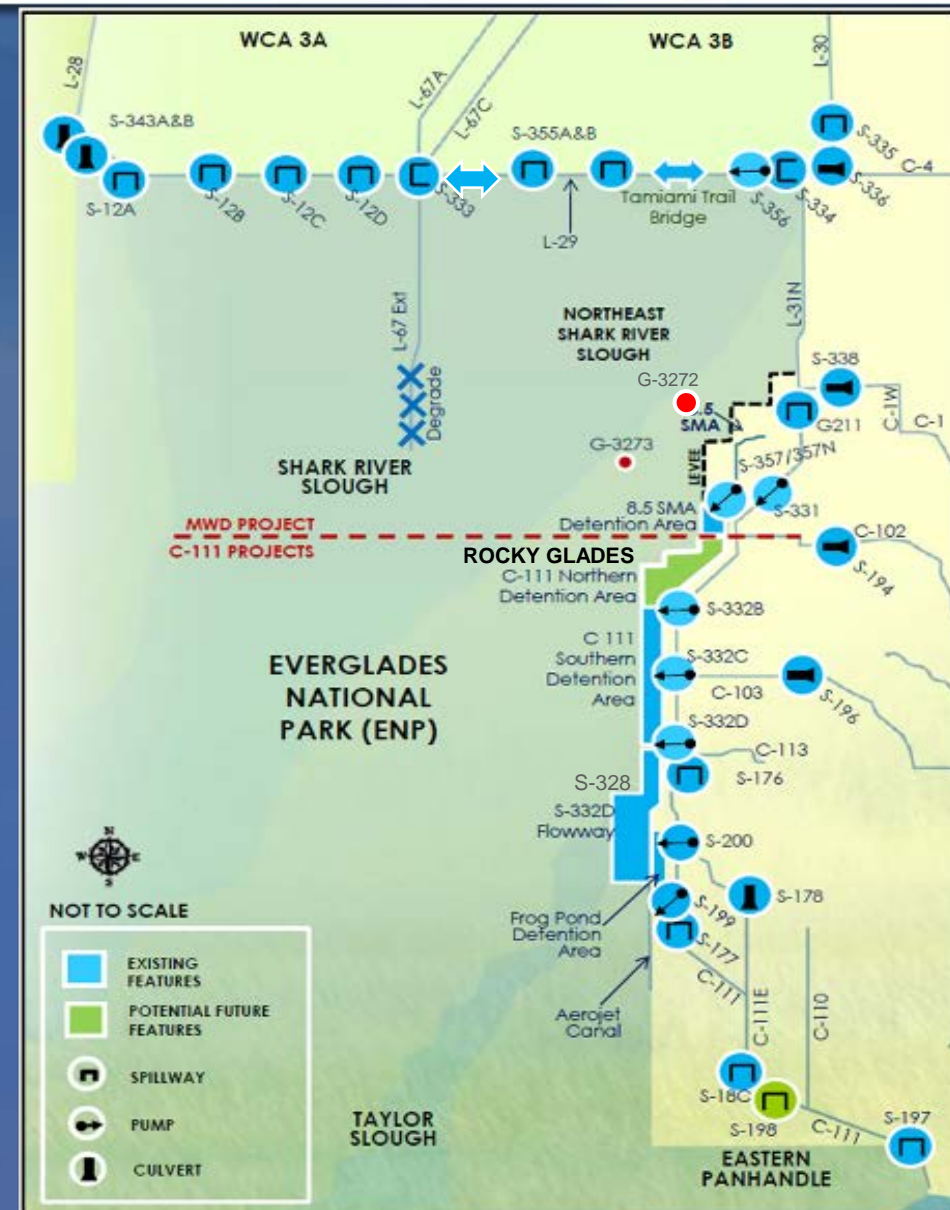 WCA 3A
WCA 3B
L-28
L-67A
L-67C
L-30
S-343A&B
S-355A&B
S-335
C-4
S-12A
S-12B
S-12C
S-12D
S-333
L-29
Tamiami Trail
Bridge
S-356
S-334
S-336
L-67 Ext
Degrade
L-31N
NORTHEAST
SHARK RIVER
SLOUGH
S-338
G-3272
SMA
G211
C-1W
C-1
G-3273
S-357/357N
LEVEE
SHARK RIVER
SLOUGH
8.5 SMA
Detention Area
S-331
MWD PROJECT
C-111 PROJECTS
C-102
ROCKY GLADES
S-194
C-111 Northern
Detention Area
S-332B
C 111
Southern
Detention
Area
S-332C
C-103
S-196
EVERGLADES
NATIONAL
PARK (ENP)
S-332D
C-113
S-176
S-328
S-332D
Flowway
S-200
N
W
E
S
NOT TO SCALE
S-178
S-199
Frog Pond
Detention
Area
S-177
C-111
Aerojet
Canal
C-111E
C-110
EXISTING
FEATURES
POTENTIAL FUTURE
FEATURES
SPILLWAY
PUMP
CULVERT
S-18C
S-198
C-111
S-197
TAYLOR
SLOUGH
EASTERN
PANHANDLE